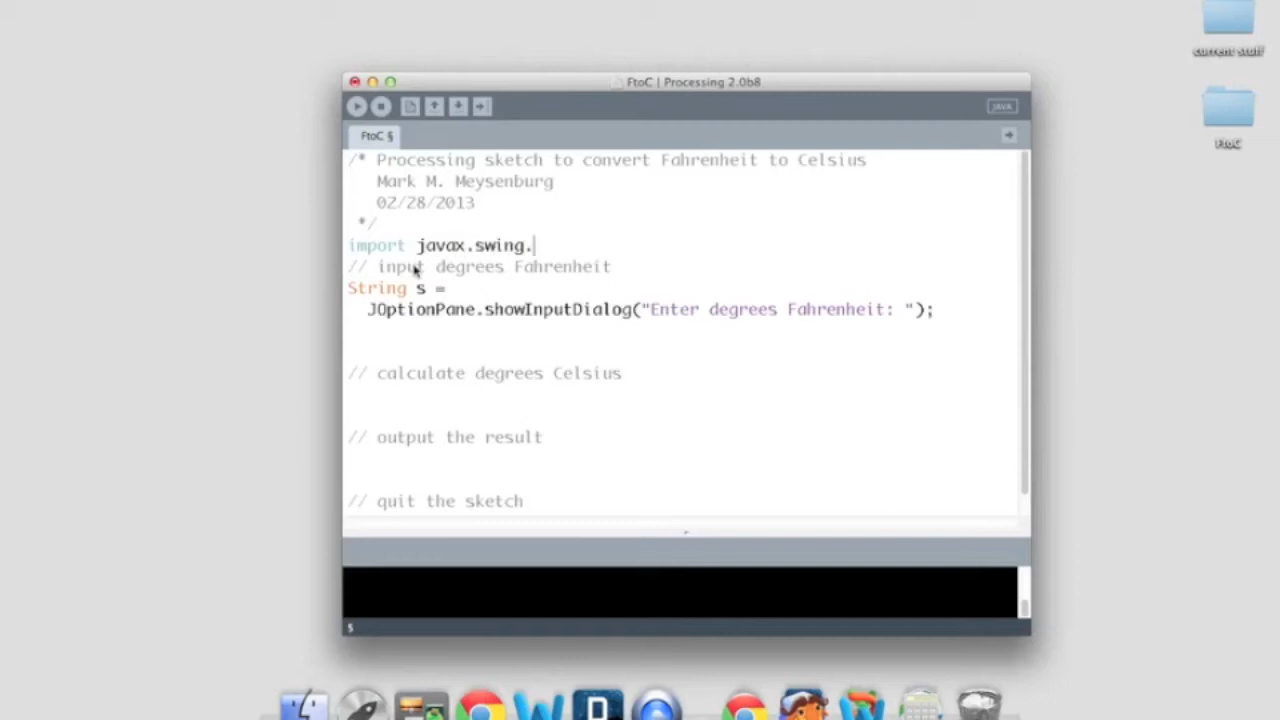 current stuff
FtoC | Processing 2.0b8
JAVA
FtoC
FtoC §
/* Processing sketch to convert Fahrenheit to Celsius
Mark M. Meysenburg
02/28/2013
*/
import javax.swing.
// input degrees Fahrenheit
String s =
JOptionPane.showInputDialog("Enter degrees Fahrenheit: ");
// calculate degrees Celsius
// output the result
// quit the sketch
5